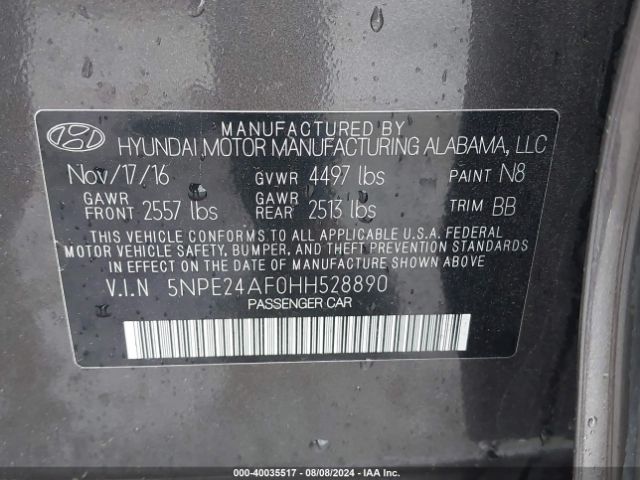 MANUFACTURED BY
HYUNDAI MOTOR MANUFACTURING ALABAMA, LLC
Nov/17/16 GVWR 4497 lbs PAINT N8
GAWR FRONT 2557 lbs GAWR REAR 2513 lbs TRIM BB
THIS VEHICLE CONFORMS TO ALL APPLICABLE U.S.A. FEDERAL
MOTOR VEHICLE SAFETY, BUMPER, AND THEFT PREVENTION STANDARDS
IN EFFECT ON THE DATE OF MANUFACTURE SHOWN ABOVE.
V.I.N 5NPE24AF0HH528890
PASSENGER CAR
000-40035517 - 08/08/2024 - IAA, Inc.